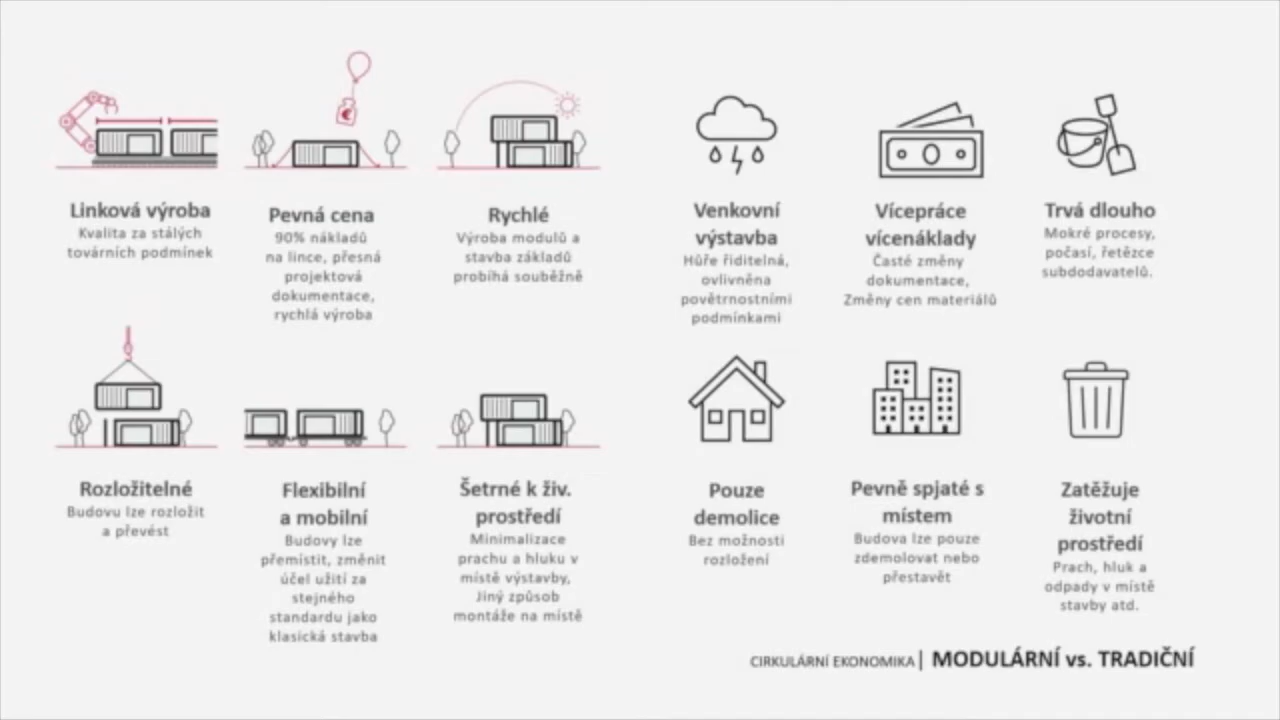 Linková výroba
Kvalita za stálých
továrních podmínek
Pevná cena
90% nákladů
na lince, přesná
projektová
dokumentace,
rychlá výroba
Rychlé
Výroba modulů a
stavba základů
probíhá souběžně
Venkovní
výstavba
Hůře řiditelná,
ovlivněna
povětrnostními
podmínkami
Vícepráce
vícenáklady
Časté změny
dokumentace,
Změny cen materiálů
Trvá dlouho
Mokré procesy,
počasí, řetězce
subdodavatelů.
Rozložitelné
Budovu lze rozložit
a převést
Flexibilní
a mobilní
Budovy lze
přemístit, změnit
účel užití za
stejného
standardu jako
klasická stavba
Šetrné k živ.
prostředí
Minimalizace
prachu a hluku v
místě výstavby,
Jiný způsob
montáže na místě
Pouze
demolice
Bez možnosti
rozložení
Pevně spjaté s
místem
Budova lze pouze
zdemolovat nebo
přestavět
Zatěžuje
životní
prostředí
Prach, hluk a
odpady v místě
stavby atd.
CIRKULÁRNÍ EKONOMIKA | MODULÁRNÍ vs. TRADIČNÍ